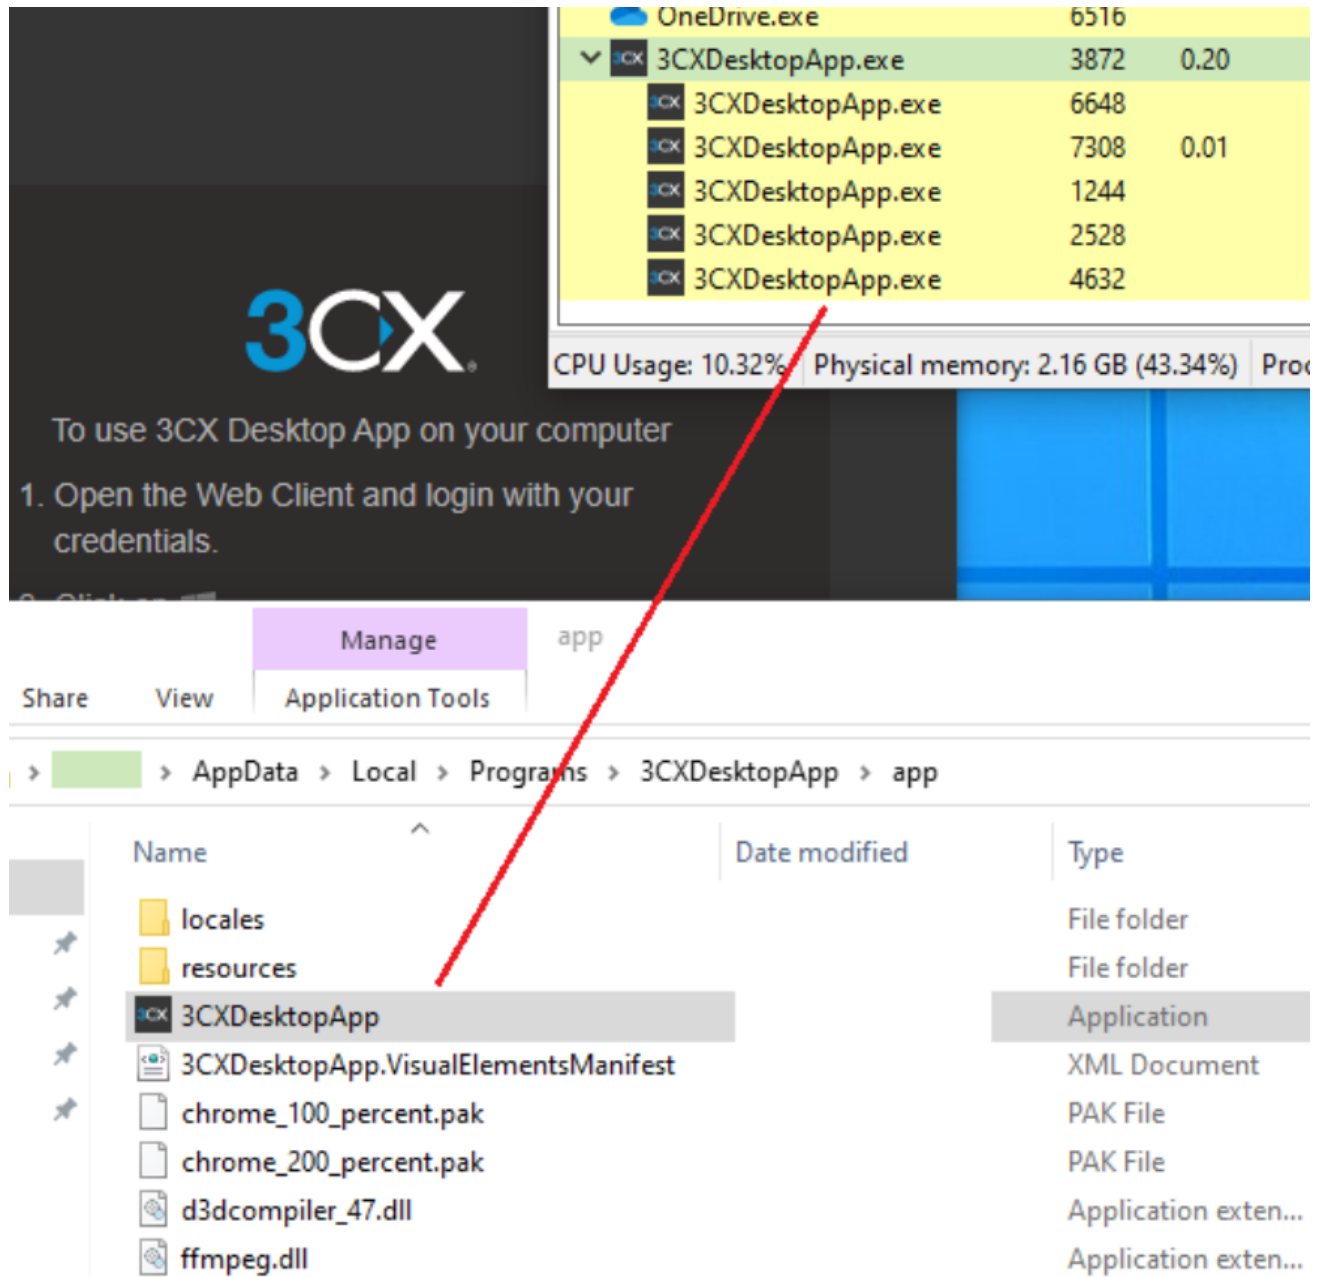 OneDrive.exe 6516
3CXDesktopApp.exe 3872 0.20
3CXDesktopApp.exe 6648
3CXDesktopApp.exe 7308 0.01
3CXDesktopApp.exe 1244
3CXDesktopApp.exe 2528
3CXDesktopApp.exe 4632
CPU Usage: 10.32% Physical memory: 2.16 GB (43.34%)
3CX
To use 3CX Desktop App on your computer
1. Open the Web Client and login with your
credentials.
Manage app
Share View Application Tools
AppData > Local > Programs > 3CXDesktopApp > app
Name Date modified Type
locales File folder
resources File folder
3CXDesktopApp Application
3CXDesktopApp.VisualElementsManifest XML Document
chrome_100_percent.pak PAK File
chrome_200_percent.pak PAK File
d3dcompiler_47.dll Application exten...
ffmpeg.dll Application exten...